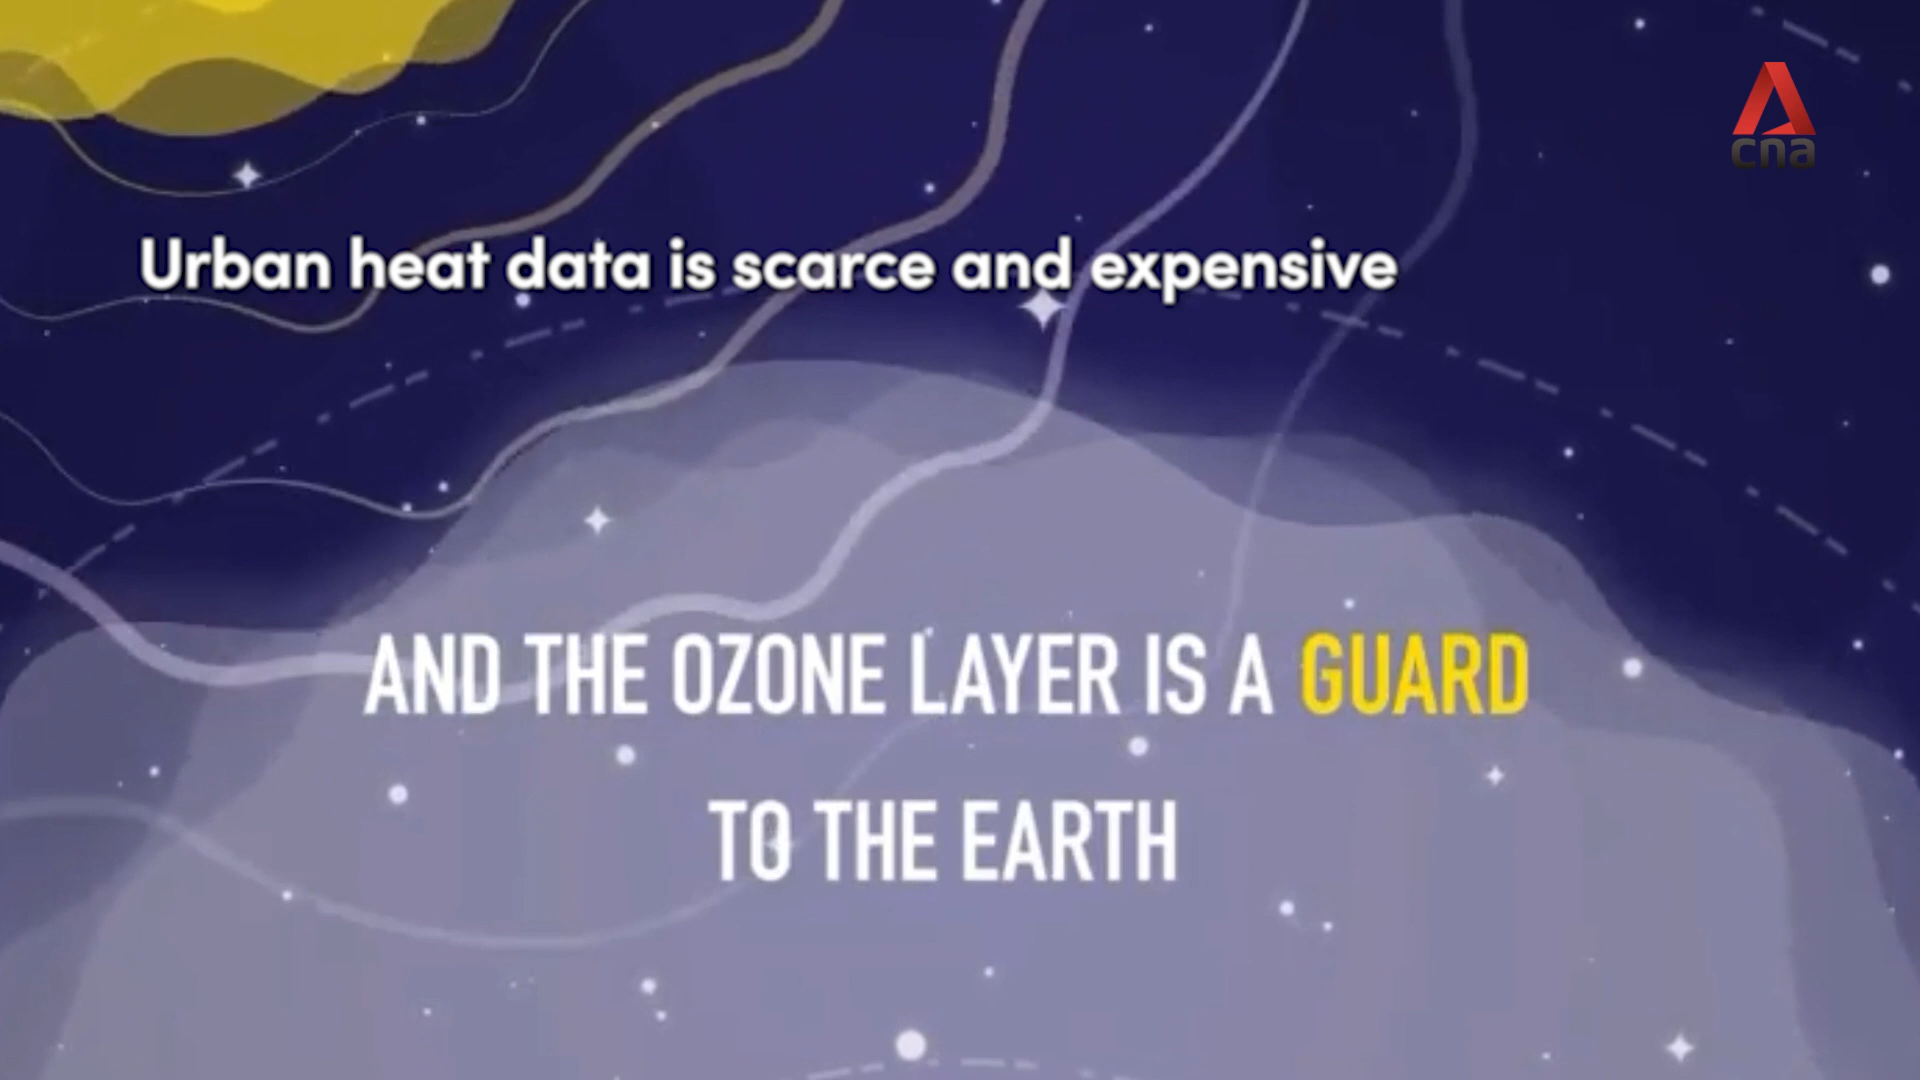 cna
Urban heat data is scarce and expensive
AND THE OZONE LAYER IS A GUARD
TO THE EARTH